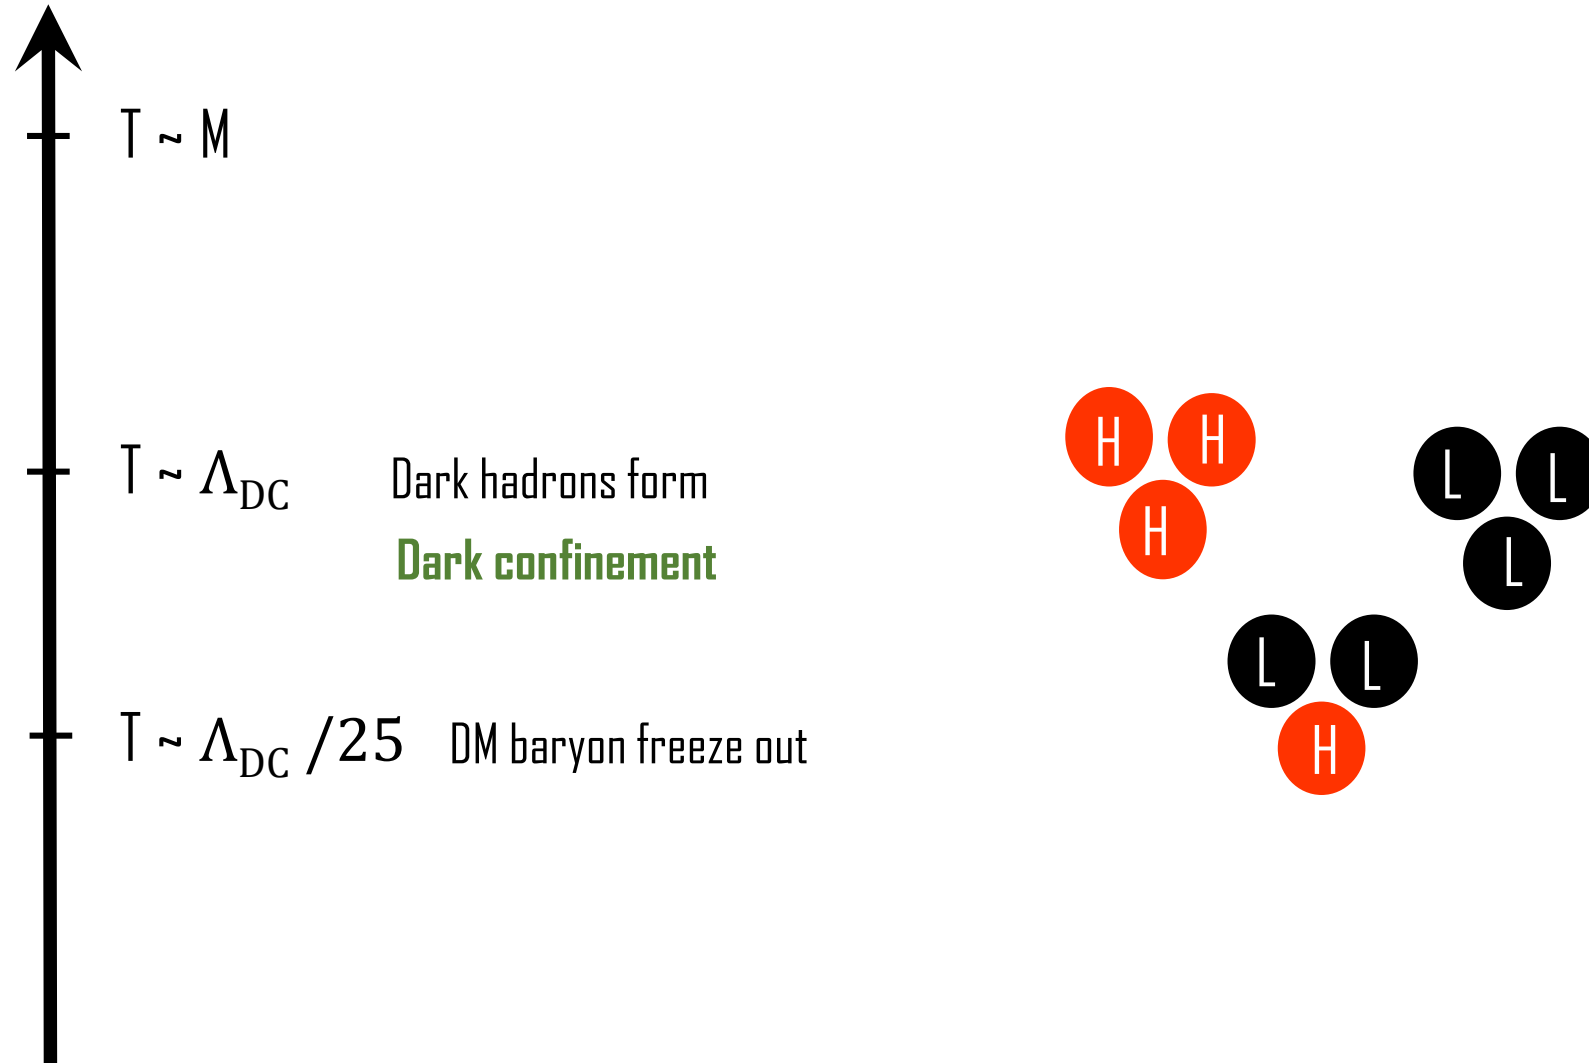 T ~ M
T ~ Λ_DC Dark hadrons form
Dark confinement
T ~ Λ_DC /25 DM baryon freeze out
H H
H
L L
L
L L
H